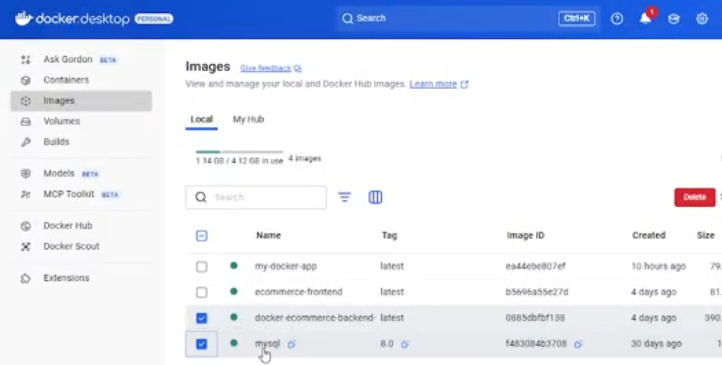 docker.desktop PERSONAL Search Ctrl+K 1
Ask Gordon BETA
Containers
Images
Volumes
Builds
Models BETA
MCP Toolkit BETA
Docker Hub
Docker Scout
Extensions
Images Give feedback
View and manage your local and Docker Hub images. Learn more
Local My Hub
1.14 GB / 4.12 GB in use 4 images
Search Delete
Name Tag Image ID Created Size
my-docker-app latest ea44ebe807ef 10 hours ago 79.
ecommerce-frontend latest b5696a55e27d 4 days ago 81.
docker-ecommerce-backend- latest 0885dbfbf138 4 days ago 390.
mysql 8.0 f483084b3708 30 days ago 1